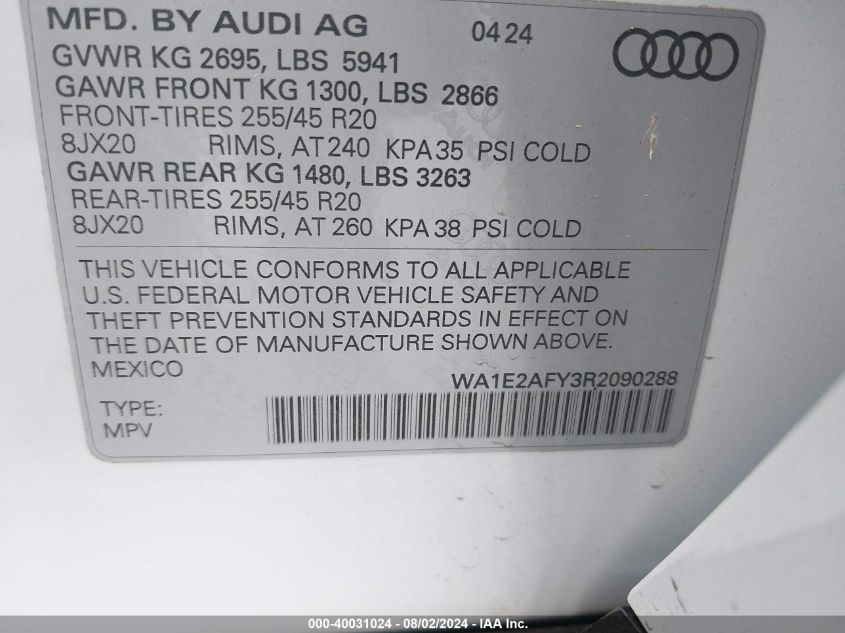 MFD. BY AUDI AG 04 24
GVWR KG 2695, LBS 5941
GAWR FRONT KG 1300, LBS 2866
FRONT-TIRES 255/45 R20
8JX20 RIMS, AT 240 KPA 35 PSI COLD
GAWR REAR KG 1480, LBS 3263
REAR-TIRES 255/45 R20
8JX20 RIMS, AT 260 KPA 38 PSI COLD
THIS VEHICLE CONFORMS TO ALL APPLICABLE
U.S. FEDERAL MOTOR VEHICLE SAFETY AND
THEFT PREVENTION STANDARDS IN EFFECT ON
THE DATE OF MANUFACTURE SHOWN ABOVE.
MEXICO WA1E2AFY3R2090288
TYPE:
MPV
000-40031024 - 08/02/2024 - IAA Inc.